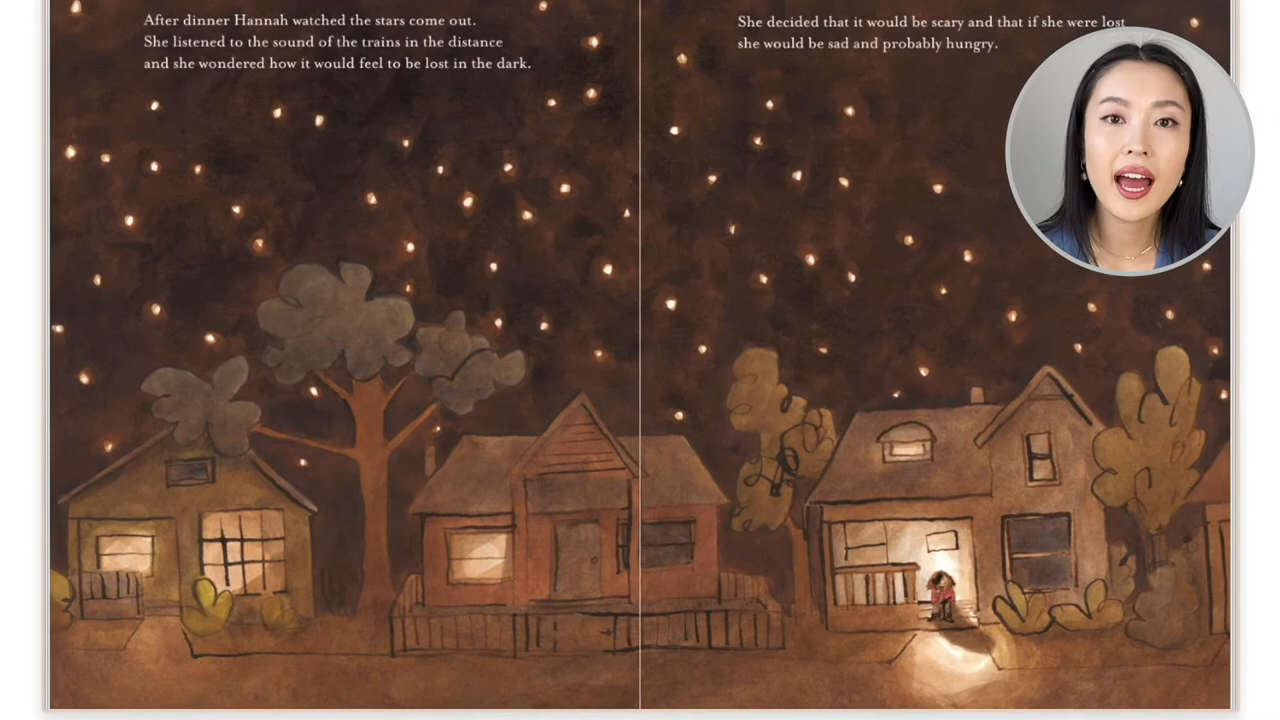 After dinner Hannah watched the stars come out.
She listened to the sound of the trains in the distance
and she wondered how it would feel to be lost in the dark.
She decided that it would be scary and that if she were lost
she would be sad and probably hungry.